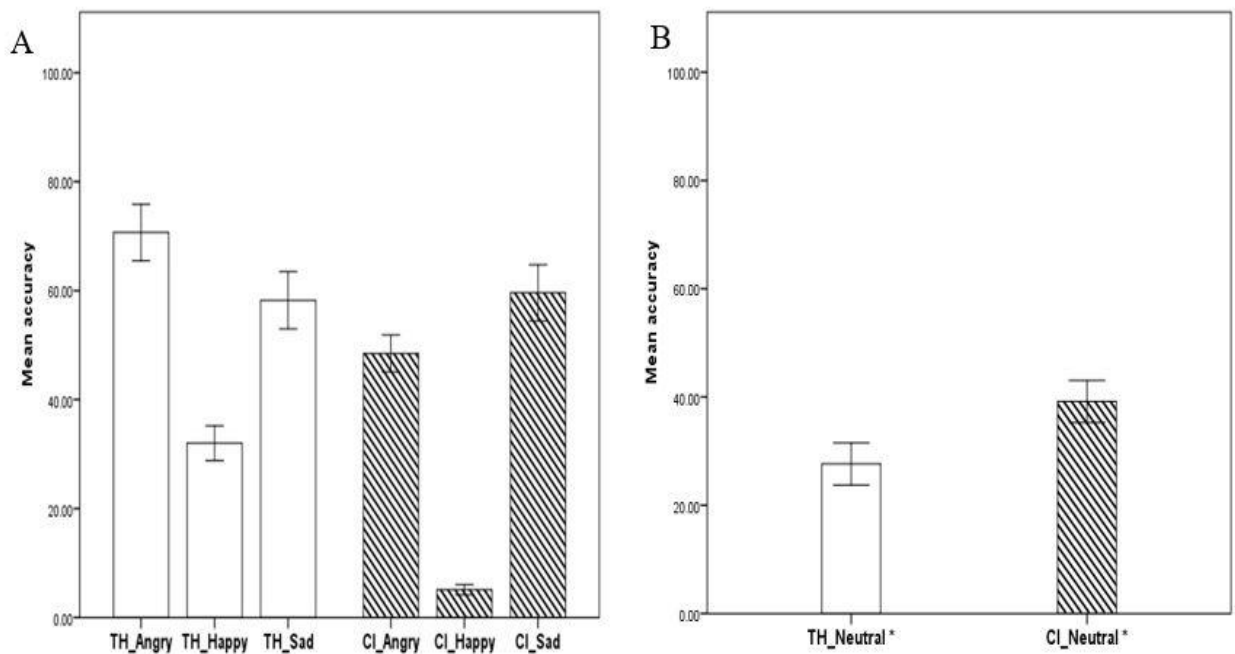 A
Mean accuracy
100.00
80.00
60.00
40.00
20.00
0.00
TH_Angry TH_Happy TH_Sad CI_Angry CI_Happy CI_Sad
B
Mean accuracy
100.00
80.00
60.00
40.00
20.00
0.00
TH_Neutral * CI_Neutral *